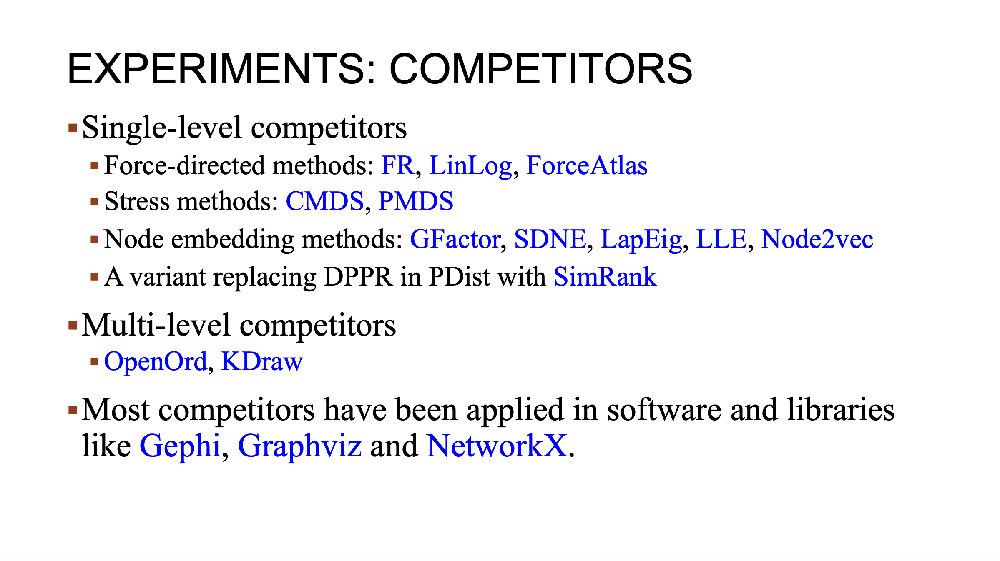 EXPERIMENTS: COMPETITORS
▪Single-level competitors
▪Force-directed methods: FR, LinLog, ForceAtlas
▪Stress methods: CMDS, PMDS
▪Node embedding methods: GFactor, SDNE, LapEig, LLE, Node2vec
▪A variant replacing DPPR in PDist with SimRank
▪Multi-level competitors
▪OpenOrd, KDraw
▪Most competitors have been applied in software and libraries
like Gephi, Graphviz and NetworkX.